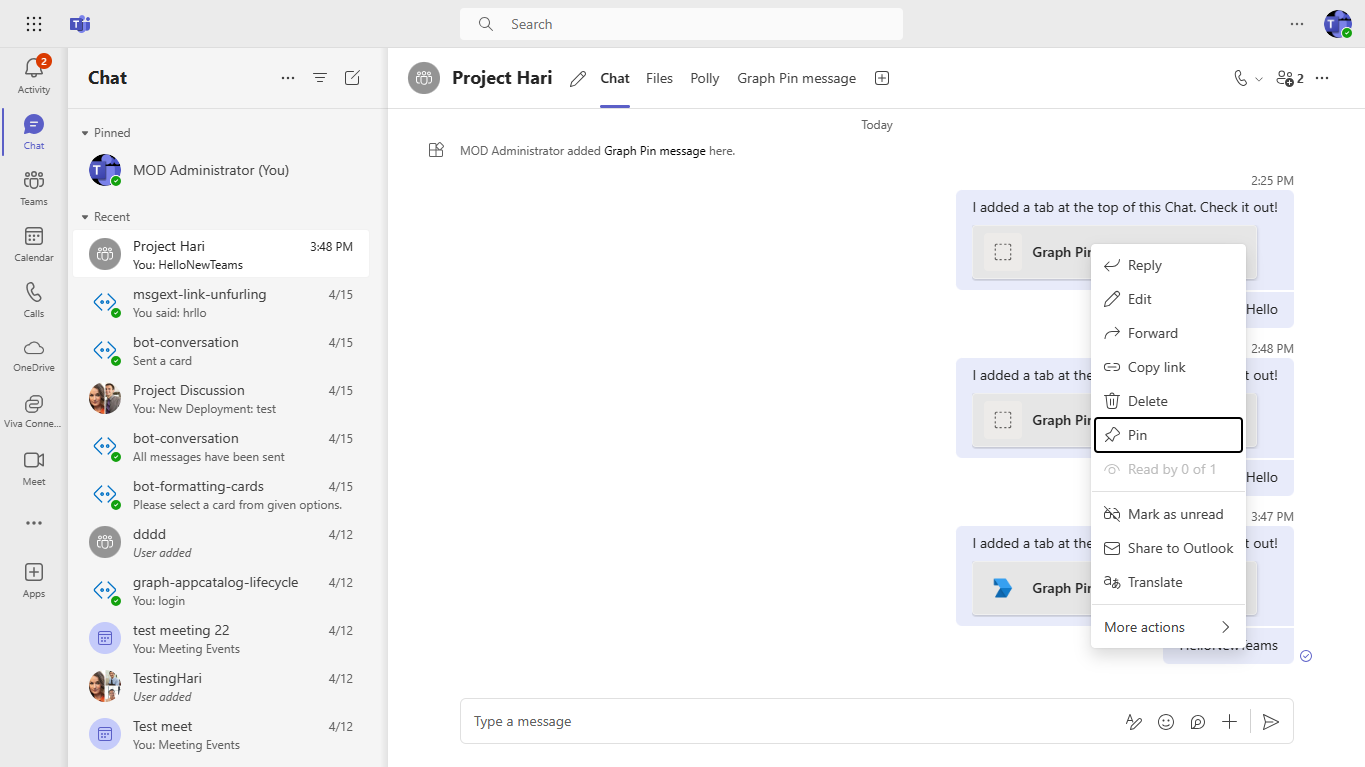 Search
2
Activity
Chat
Teams
Calendar
Calls
OneDrive
Viva Conne...
Meet
Apps
Chat
Pinned
MOD Administrator (You)
Recent
Project Hari 3:48 PM
You: HelloNewTeams
msgext-link-unfurling 4/15
You said: hrllo
bot-conversation 4/15
Sent a card
Project Discussion 4/15
You: New Deployment: test
bot-conversation 4/15
All messages have been sent
bot-formatting-cards 4/15
Please select a card from given options.
dddd 4/12
User added
graph-appcatalog-lifecycle 4/12
You: login
test meeting 22 4/12
You: Meeting Events
TestingHari 4/12
User added
Test meet 4/12
You: Meeting Events
Project Hari Chat Files Polly Graph Pin message 2
Today
MOD Administrator added Graph Pin message here.
2:25 PM
I added a tab at the top of this Chat. Check it out!
Graph Pin
Hello
2:48 PM
I added a tab at the it out!
Graph Pin
Hello
3:47 PM
I added a tab at the it out!
Graph Pin
HelloNewTeams
Reply
Edit
Forward
Copy link
Delete
Pin
Read by 0 of 1
Mark as unread
Share to Outlook
Translate
More actions
Type a message